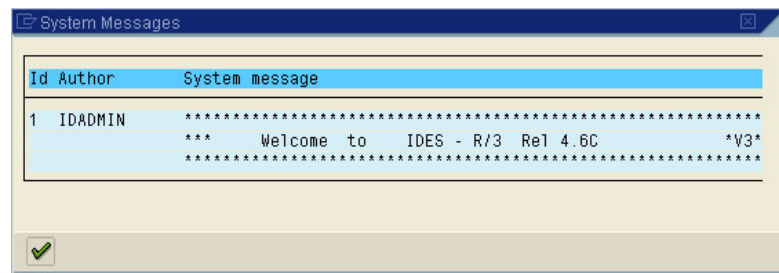 System Messages
Id Author System message
1 IDADMIN ***********************************************************
*** Welcome to IDES - R/3 Rel 4.6C *V3*
***********************************************************